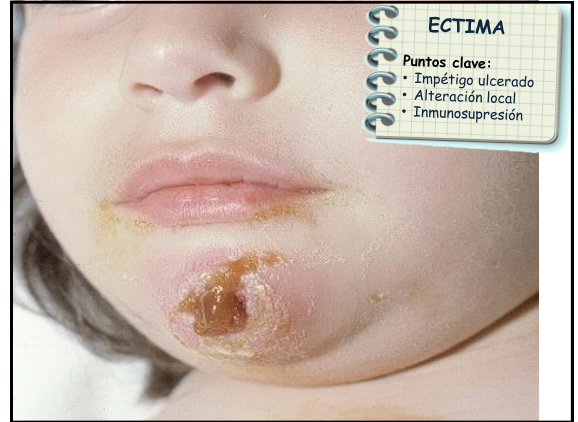 ECTIMA
Puntos clave:
• Impétigo ulcerado
• Alteración local
• Inmunosupresión